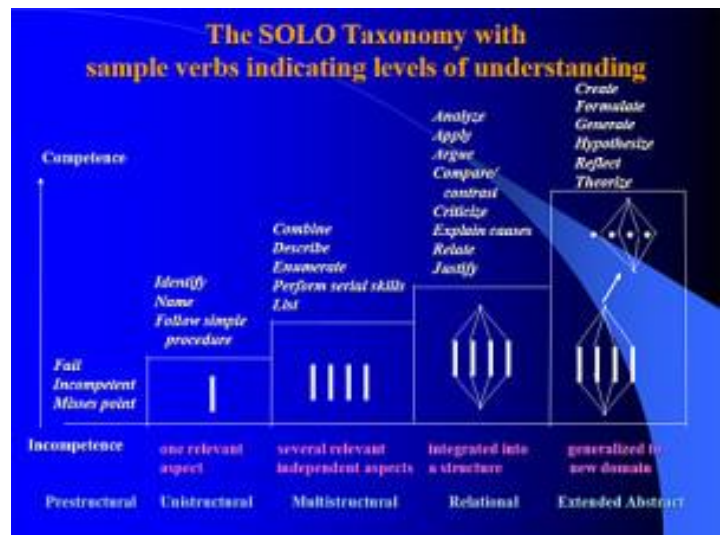 The SOLO Taxonomy with
sample verbs indicating levels of understanding
Competence
Fail
Incompetent
Misses point
Incompetence
Identify
Name
Follow simple
procedure
Combine
Describe
Enumerate
Perform serial skills
List
Analyze
Apply
Argue
Compare/
contrast
Criticize
Explain causes
Relate
Justify
Create
Formulate
Generate
Hypothesize
Reflect
Theorize
one relevant
aspect
several relevant
independent aspects
integrated into
a structure
generalized to
new domain
Prestructural
Unistructural
Multistructural
Relational
Extended Abstract